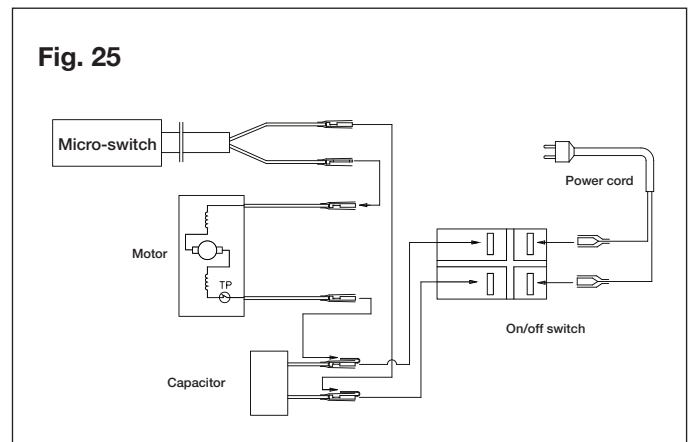 Fig. 25
Micro-switch
Power cord
Motor
TP
On/off switch
Capacitor